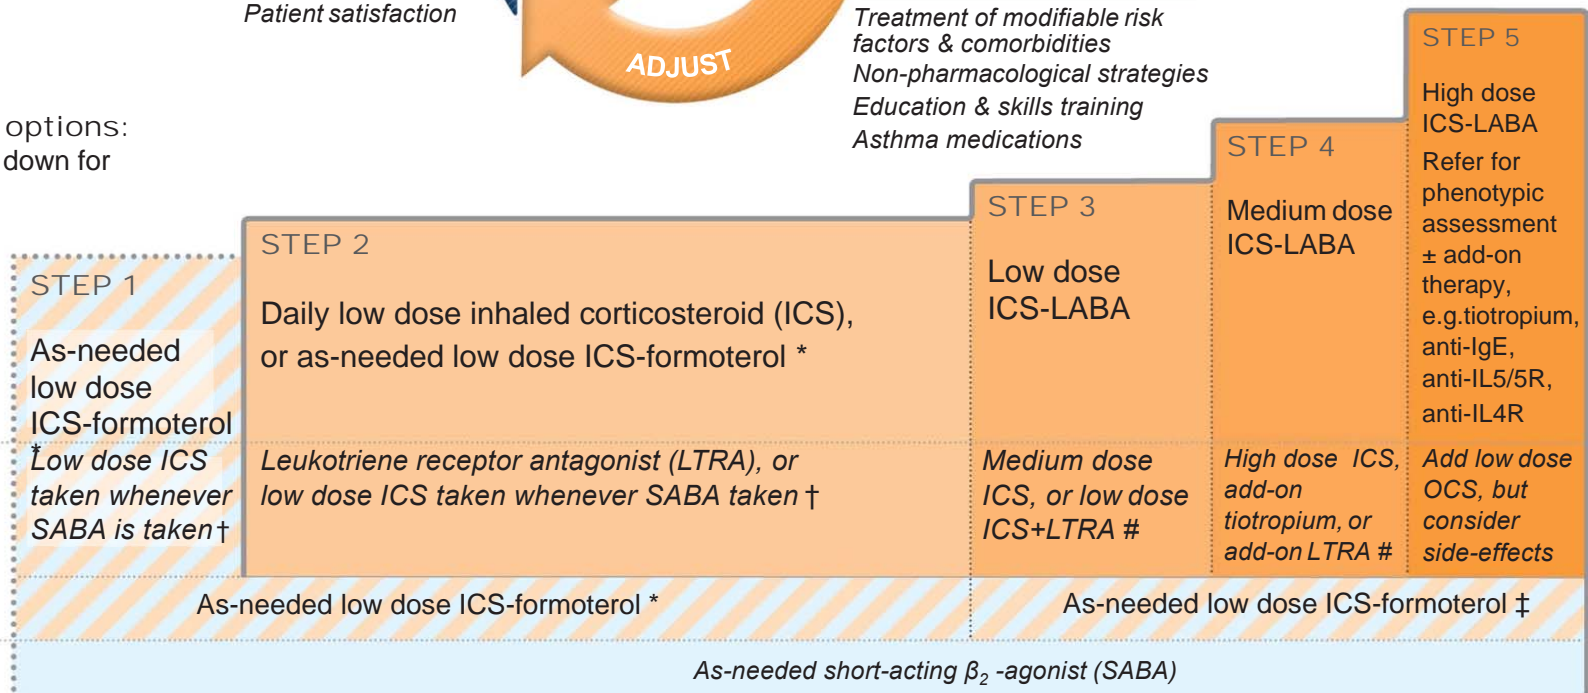 Patient satisfaction
ADJUST
Treatment of modifiable risk
factors & comorbidities
Non-pharmacological strategies
Education & skills training
Asthma medications
options:
down for
STEP 1
As-needed
low dose
ICS-formoterol
*
Low dose ICS
taken whenever
SABA is taken†
STEP 2
Daily low dose inhaled corticosteroid (ICS),
or as-needed low dose ICS-formoterol *
Leukotriene receptor antagonist (LTRA), or
low dose ICS taken whenever SABA taken †
STEP 3
Low dose
ICS-LABA
Medium dose
ICS, or low dose
ICS+LTRA #
STEP 4
Medium dose
ICS-LABA
High dose ICS,
add-on
tiotropium, or
add-on LTRA #
STEP 5
High dose
ICS-LABA
Refer for
phenotypic
assessment
± add-on
therapy,
e.g.tiotropium,
anti-IgE,
anti-IL5/5R,
anti-IL4R
Add low dose
OCS, but
consider
side-effects
As-needed low dose ICS-formoterol *
As-needed low dose ICS-formoterol ‡
As-needed short-acting β₂ -agonist (SABA)